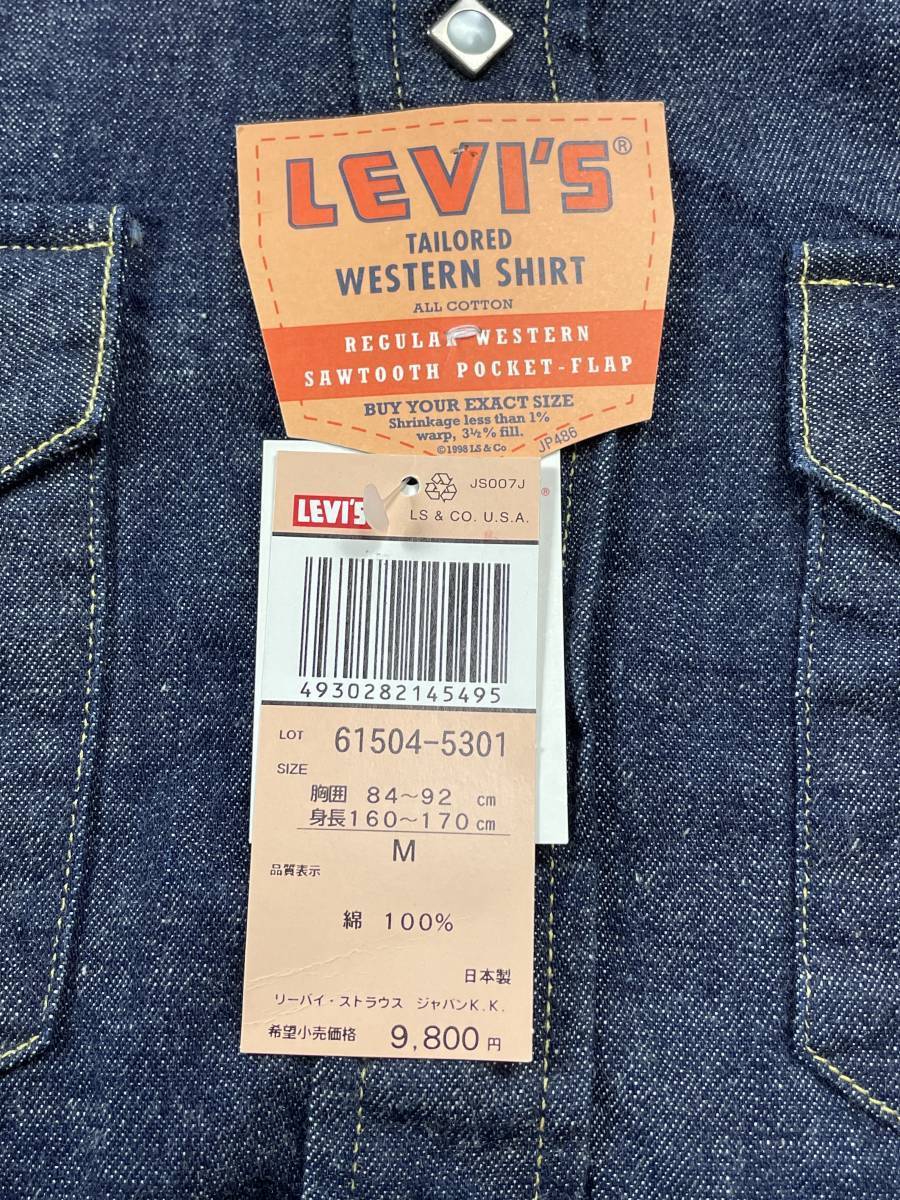 LEVI'S®
TAILORED
WESTERN SHIRT
ALL COTTON
REGULAR WESTERN
SAWTOOTH POCKET-FLAP
BUY YOUR EXACT SIZE
Shrinkage less than 1%
warp, 3½% fill.
©1998 LS & Co
JP486
®
JS007J
LEVI'S
LS & CO. U.S.A.
4930282145495
LOT 61504-5301
SIZE
胸囲 84～92 cm
身長160～170cm
M
品質表示
綿 100%
日本製
リーバイ・ストラウス ジャパンK.K.
希望小売価格 9,800円